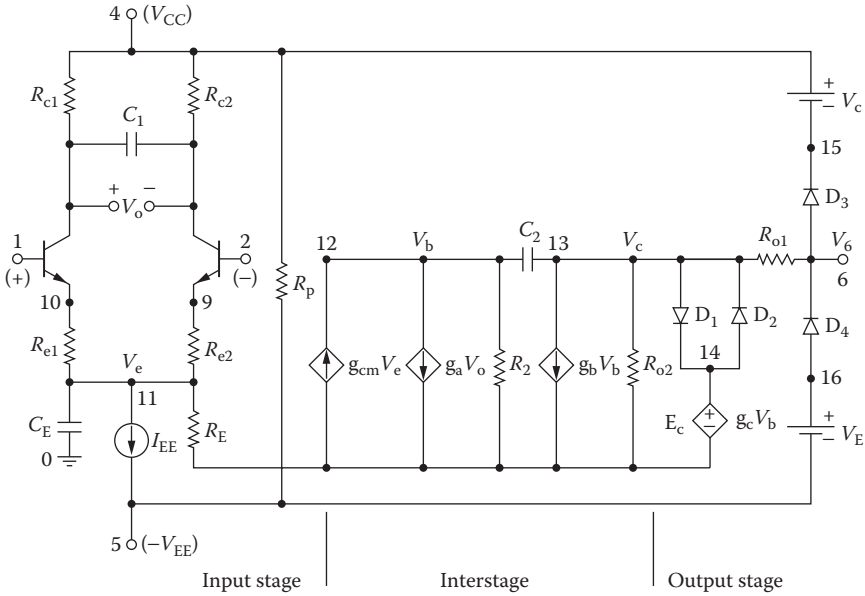 4 (V_CC)
R_c1
R_c2
C_1
+ V_o −
1
(+)
2
(−)
10
9
R_e1
R_e2
V_e
11
C_E
0
I_EE
R_E
5 (-V_EE)
R_p
12
V_b
C_2
13
V_c
g_cm V_e
g_a V_o
R_2
g_b V_b
R_o2
D_1
D_2
14
E_c
+
−
g_c V_b
R_o1
V_6
6
+
− V_c
15
D_3
D_4
16
+
− V_E
Input stage
Interstage
Output stage